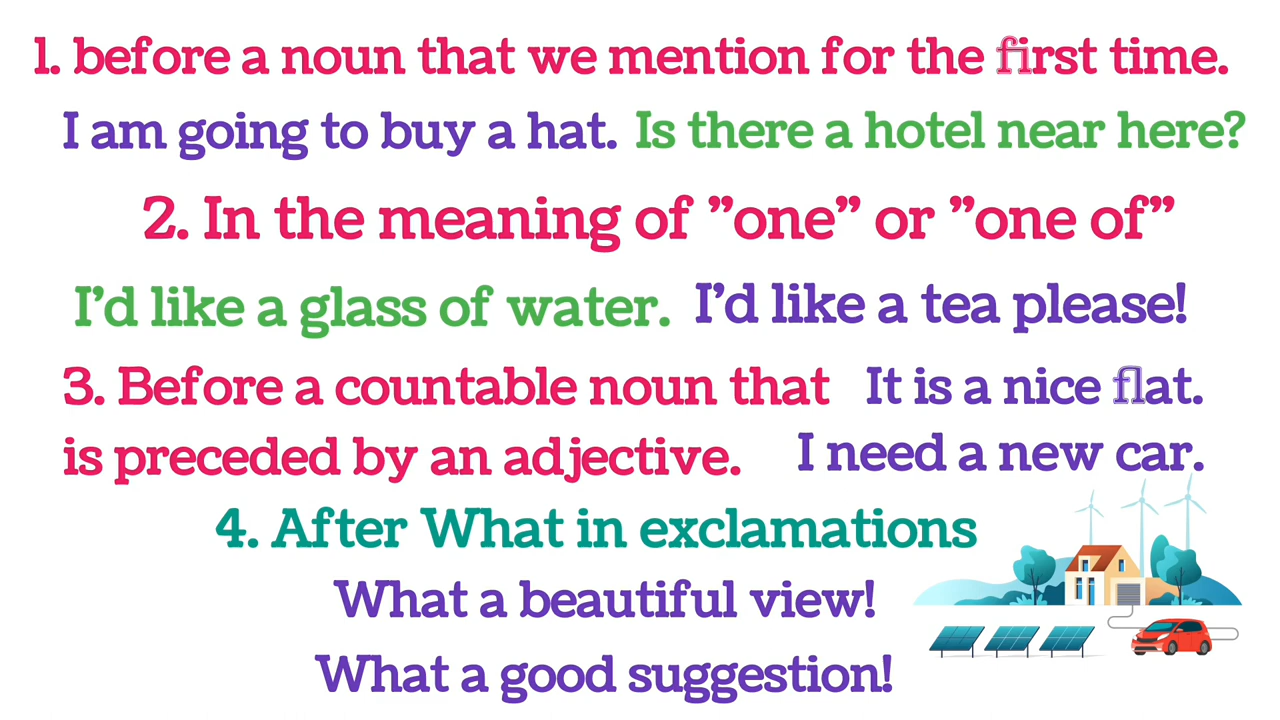 1. before a noun that we mention for the first time.
I am going to buy a hat. Is there a hotel near here?
2. In the meaning of ”one” or ”one of”
I’d like a glass of water. I’d like a tea please!
3. Before a countable noun that
is preceded by an adjective.
It is a nice flat.
I need a new car.
4. After What in exclamations
What a beautiful view!
What a good suggestion!